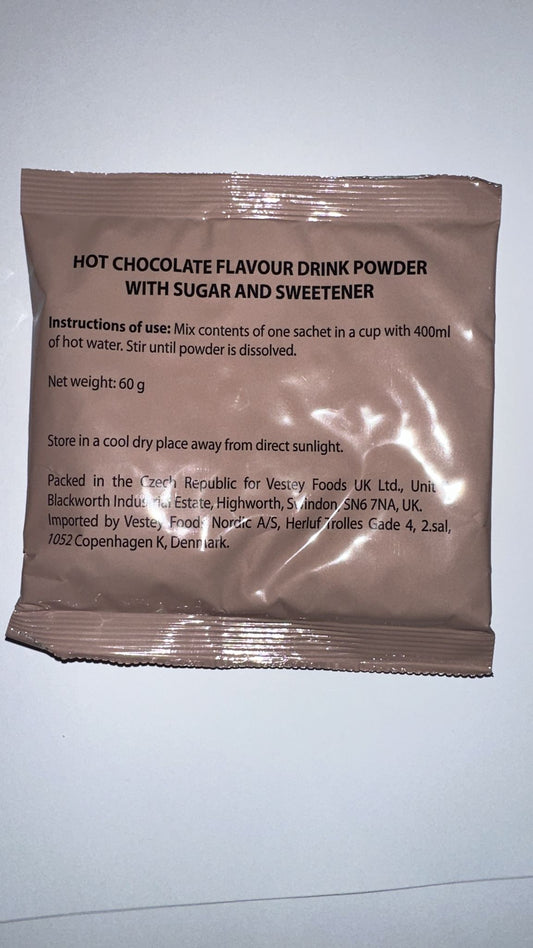 HOT CHOCOLATE FLAVOUR DRINK POWDER
WITH SUGAR AND SWEETENER
Instructions of use: Mix contents of one sachet in a cup with 400ml
of hot water. Stir until powder is dissolved.
Net weight: 60 g
Store in a cool dry place away from direct sunlight.
Packed in the Czech Republic for Vestey Foods UK Ltd., Unit
Blackworth Industrial Estate, Highworth, Swindon, SN6 7NA, UK.
Imported by Vestey Foods Nordic A/S, Herluf Trolles Gade 4, 2.sal,
1052 Copenhagen K, Denmark.